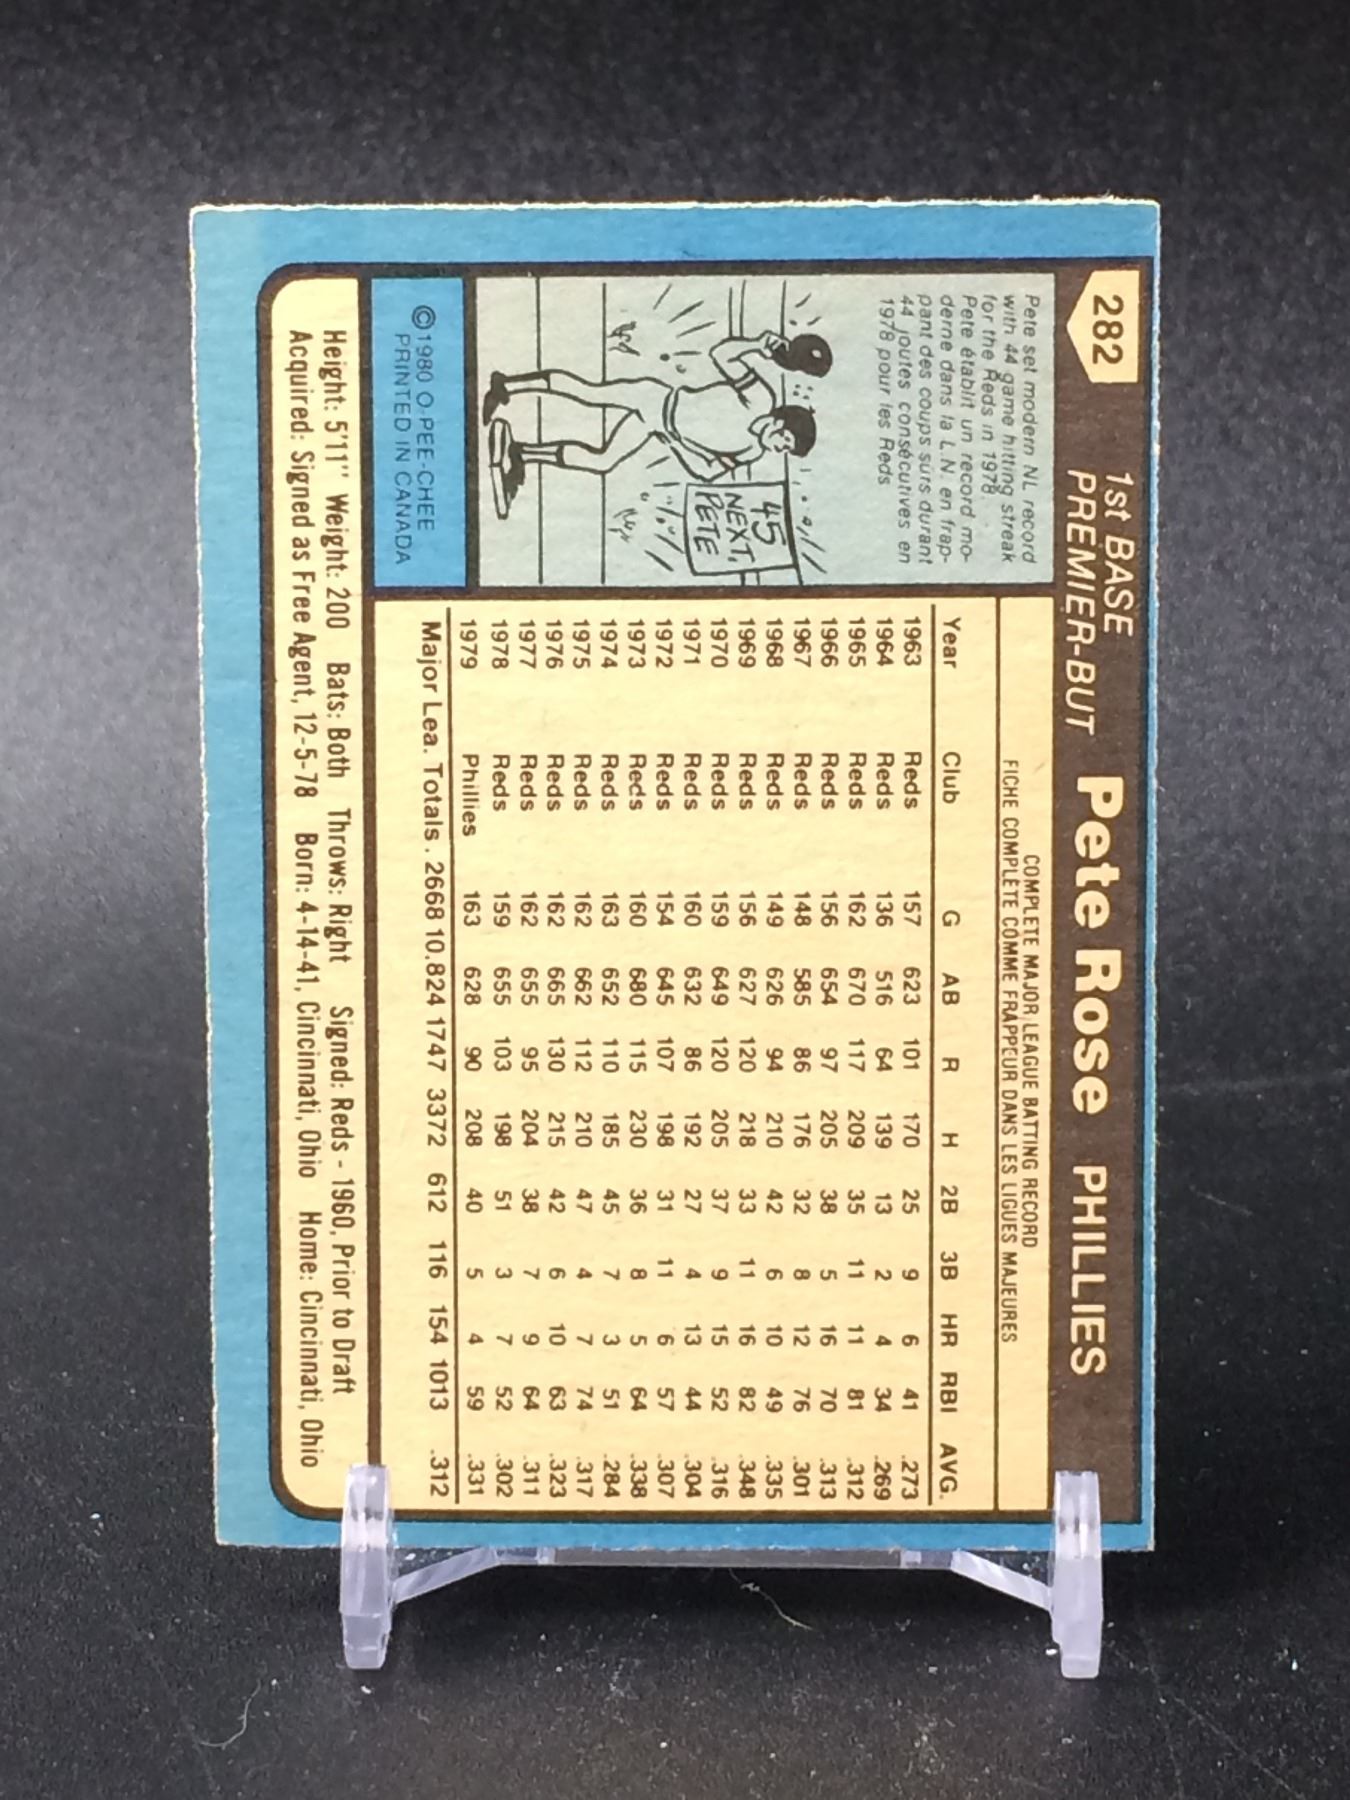 282
1st BASE
PREMIER-BUT
Pete Rose
PHILLIES
Pete set modern NL record
with 44 game hitting streak
for the Reds in 1978
Pete établit un record mo-
derne dans la L.N. en frap-
pant des coups sûrs durant
44 joutes consécutives en
1978 pour les Reds
45
NEXT,
PETE
©1980 O-PEE-CHEE
PRINTED IN CANADA
COMPLETE MAJOR LEAGUE BATTING RECORD
FICHE COMPLÈTE COMME FRAPPEUR DANS LES LIGUES MAJEURES
Year Club G AB R H 2B 3B HR RBI AVG.
1963 Reds 157 623 101 170 25 9 6 41 .273
1964 Reds 136 516 64 139 13 2 4 34 .269
1965 Reds 162 670 117 209 35 11 11 81 .312
1966 Reds 156 654 97 205 38 5 16 70 .313
1967 Reds 148 585 86 176 32 8 12 76 .301
1968 Reds 149 626 94 210 42 6 10 49 .335
1969 Reds 156 627 120 218 33 11 16 82 .348
1970 Reds 159 649 120 205 37 9 15 52 .316
1971 Reds 160 632 86 192 27 4 13 44 .304
1972 Reds 154 645 107 198 31 11 6 57 .307
1973 Reds 160 680 115 230 36 8 5 64 .338
1974 Reds 163 652 110 185 45 7 3 51 .284
1975 Reds 162 662 112 210 47 4 7 74 .317
1976 Reds 162 665 130 215 42 6 10 63 .323
1977 Reds 162 655 95 204 38 7 9 64 .311
1978 Reds 159 655 103 198 51 3 7 52 .302
1979 Phillies 163 628 90 208 40 5 4 59 .331
Major Lea. Totals . 2668 10.824 1747 3372 612 116 154 1013 .312
Height: 5'11" Weight: 200 Bats: Both Throws: Right Signed: Reds - 1960, Prior to Draft
Acquired: Signed as Free Agent, 12-5-78 Born: 4-14-41, Cincinnati, Ohio Home: Cincinnati, Ohio